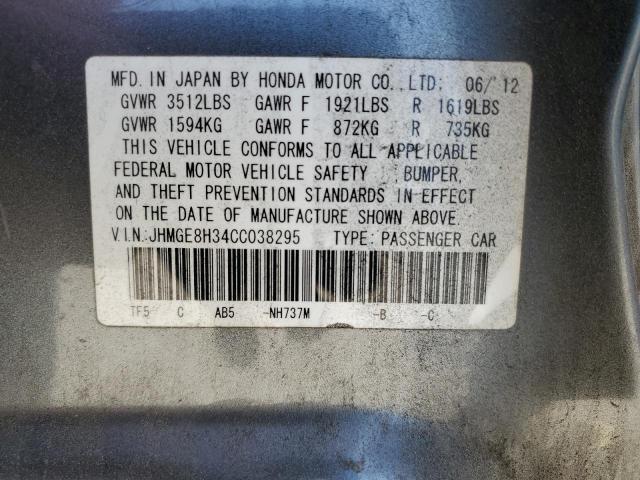 MFD. IN JAPAN BY HONDA MOTOR CO., LTD: 06/'12
GVWR 3512LBS GAWR F 1921LBS R 1619LBS
GVWR 1594KG GAWR F 872KG R 735KG
THIS VEHICLE CONFORMS TO ALL APPLICABLE
FEDERAL MOTOR VEHICLE SAFETY, BUMPER,
AND THEFT PREVENTION STANDARDS IN EFFECT
ON THE DATE OF MANUFACTURE SHOWN ABOVE.
V.I.N:JHMGE8H34CC038295 TYPE: PASSENGER CAR
TF5 C AB5 -NH737M -B -C